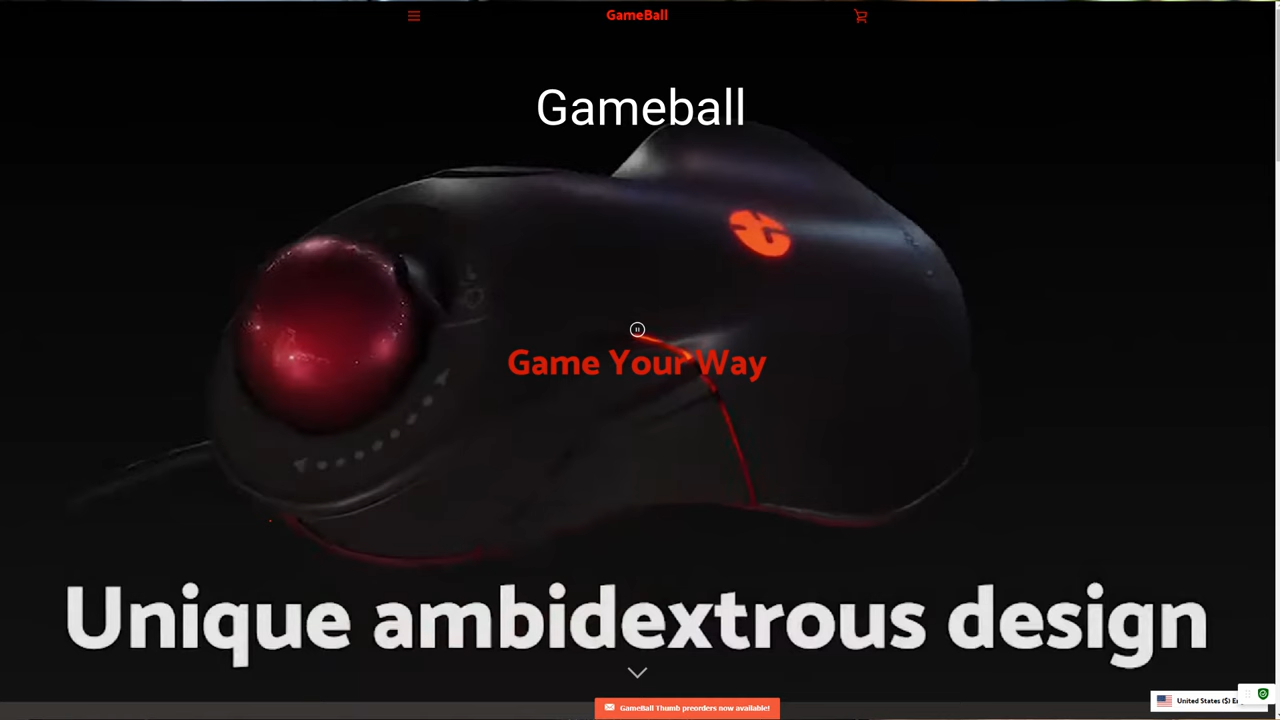 GameBall
Gameball
Game Your Way
Unique ambidextrous design
GameBall Thumb preorders now available!
United States ($)